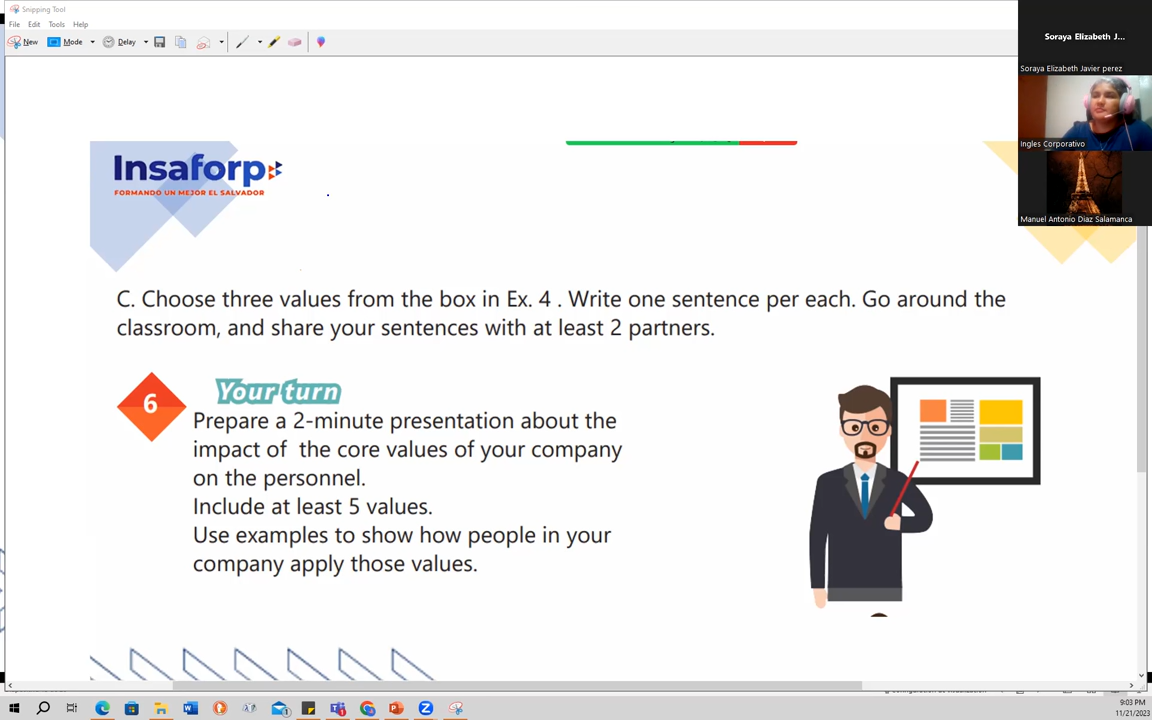 Snipping Tool
File Edit Tools Help
New Mode Delay
Soraya Elizabeth J...
Soraya Elizabeth Javier perez
Ingles Corporativo
Manuel Antonio Diaz Salamanca
Insaforp
FORMANDO UN MEJOR EL SALVADOR
C. Choose three values from the box in Ex. 4 . Write one sentence per each. Go around the
classroom, and share your sentences with at least 2 partners.
6
Your turn
Prepare a 2-minute presentation about the
impact of the core values of your company
on the personnel.
Include at least 5 values.
Use examples to show how people in your
company apply those values.
9:03 PM
11/21/2023